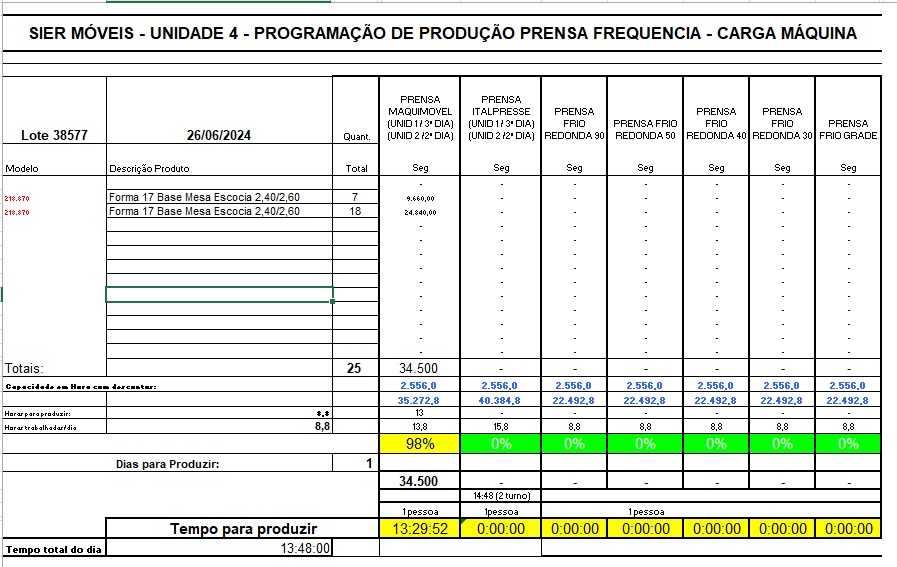 SIER MÓVEIS - UNIDADE 4 - PROGRAMAÇÃO DE PRODUÇÃO PRENSA FREQUENCIA - CARGA MÁQUINA
Lote 38577 26/06/2024 Quant. PRENSA MAQUIMOVEL (UNID 1 / 3ª DIA) (UNID 2 /2ª DIA) PRENSA ITALPRESSE (UNID 1 / 3ª DIA) (UNID 2 /2ª DIA) PRENSA FRIO REDONDA 90 PRENSA FRIO REDONDA 50 PRENSA FRIO REDONDA 40 PRENSA FRIO REDONDA 30 PRENSA FRIO GRADE
Modelo Descrição Produto Total Seg Seg Seg Seg Seg Seg Seg
- - - - - - -
218.870 Forma 17 Base Mesa Escocia 2,40/2,60 7 9.660,00 - - - - - -
218.870 Forma 17 Base Mesa Escocia 2,40/2,60 18 24.840,00 - - - - - -
- - - - - - -
- - - - - - -
- - - - - - -
- - - - - - -
- - - - - - -
- - - - - - -
- - - - - - -
- - - - - - -
- - - - - - -
- - - - - - -
Totais: 25 34.500 - - - - - -
Capacidade em Hora com descontar: 2.556,0 2.556,0 2.556,0 2.556,0 2.556,0 2.556,0 2.556,0
35.272,8 40.384,8 22.492,8 22.492,8 22.492,8 22.492,8 22.492,8
Horas para produzir: 8,8 13 - - - - - -
Horas trabalhadas/dia 8,8 13,8 15,8 8,8 8,8 8,8 8,8 8,8
98% 0% 0% 0% 0% 0% 0%
Dias para Produzir: 1
34.500 - - - - - -
14:48 (2 turno)
1 pessoa 1 pessoa 1 pessoa
Tempo para produzir 13:29:52 0:00:00 0:00:00 0:00:00 0:00:00 0:00:00 0:00:00
Tempo total do dia 13:48:00